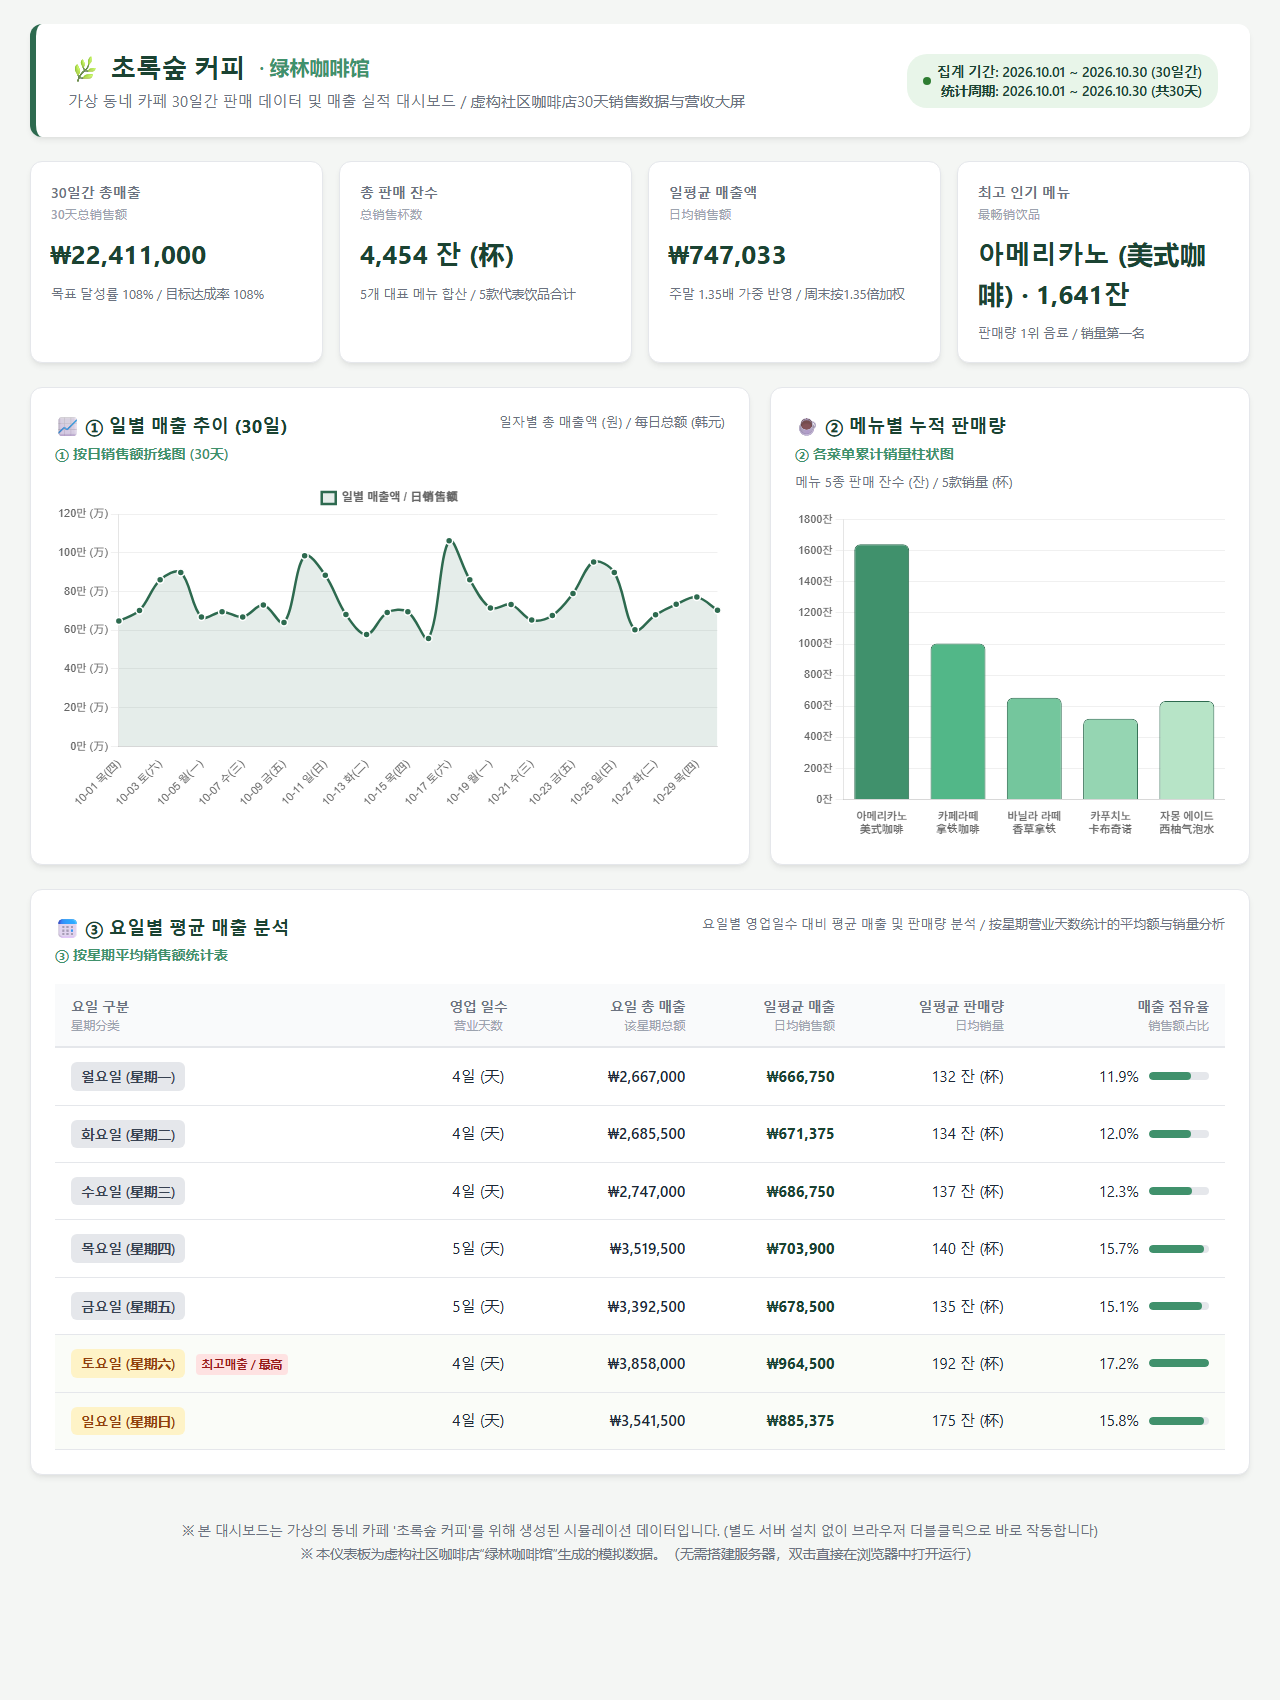 초록숲 커피 · 绿林咖啡馆
가상 동네 카페 30일간 판매 데이터 및 매출 실적 대시보드 / 虚构社区咖啡店30天销售数据与营收大屏
집계 기간: 2026.10.01 ~ 2026.10.30 (30일간)
统计周期: 2026.10.01 ~ 2026.10.30 (共30天)
30일간 총매출
30天总销售额
₩22,411,000
목표 달성률 108% / 目标达成率 108%
총 판매 잔수
总销售杯数
4,454 잔 (杯)
5개 대표 메뉴 합산 / 5款代表饮品合计
일평균 매출액
日均销售额
₩747,033
주말 1.35배 가중 반영 / 周末按1.35倍加权
최고 인기 메뉴
最畅销饮品
아메리카노 (美式咖
啡) · 1,641잔
판매량 1위 음료 / 销量第一名
① 일별 매출 추이 (30일)
① 按日销售额折线图 (30天)
일자별 총 매출액 (원) / 每日总额 (韩元)
일별 매출액 / 日销售额
120만 (万)
100만 (万)
80만 (万)
60만 (万)
40만 (万)
20만 (万)
0만 (万)
10-01 목(四)
10-03 토(六)
10-05 월(一)
10-07 수(三)
10-09 금(五)
10-11 일(日)
10-13 화(二)
10-15 목(四)
10-17 토(六)
10-19 월(一)
10-21 수(三)
10-23 금(五)
10-25 일(日)
10-27 화(二)
10-29 목(四)
② 메뉴별 누적 판매량
② 各菜单累计销量柱状图
메뉴 5종 판매 잔수 (잔) / 5款销量 (杯)
1800잔
1600잔
1400잔
1200잔
1000잔
800잔
600잔
400잔
200잔
0잔
아메리카노 카페라떼 바닐라 라떼 카푸치노 자몽 에이드
美式咖啡 拿铁咖啡 香草拿铁 卡布奇诺 西柚气泡水
③ 요일별 평균 매출 분석
③ 按星期平均销售额统计表
요일별 영업일수 대비 평균 매출 및 판매량 분석 / 按星期营业天数统计的平均额与销量分析
요일 구분 영업 일수 요일 총 매출 일평균 매출 일평균 판매량 매출 점유율
星期分类 营业天数 该星期总额 日均销售额 日均销量 销售额占比
월요일 (星期一) 4일 (天) ₩2,667,000 ₩666,750 132 잔 (杯) 11.9%
화요일 (星期二) 4일 (天) ₩2,685,500 ₩671,375 134 잔 (杯) 12.0%
수요일 (星期三) 4일 (天) ₩2,747,000 ₩686,750 137 잔 (杯) 12.3%
목요일 (星期四) 5일 (天) ₩3,519,500 ₩703,900 140 잔 (杯) 15.7%
금요일 (星期五) 5일 (天) ₩3,392,500 ₩678,500 135 잔 (杯) 15.1%
토요일 (星期六) 최고매출 / 最高 4일 (天) ₩3,858,000 ₩964,500 192 잔 (杯) 17.2%
일요일 (星期日) 4일 (天) ₩3,541,500 ₩885,375 175 잔 (杯) 15.8%
※ 본 대시보드는 가상의 동네 카페 '초록숲 커피'를 위해 생성된 시뮬레이션 데이터입니다. (별도 서버 설치 없이 브라우저 더블클릭으로 바로 작동합니다)
※ 本仪表板为虚构社区咖啡店“绿林咖啡馆”生成的模拟数据。（无需搭建服务器，双击直接在浏览器中打开运行）